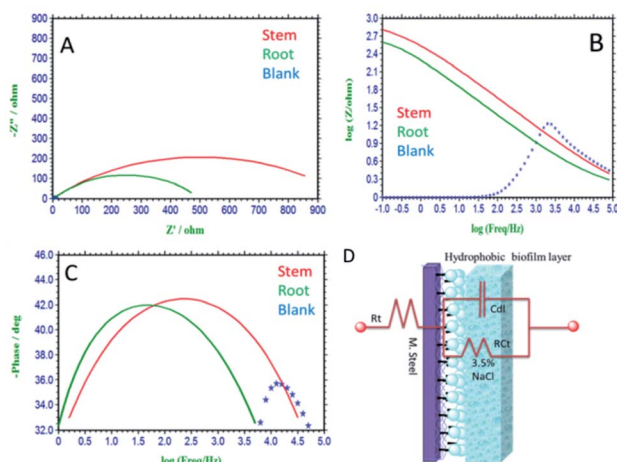 A
Stem
Root
Blank
-Z" / ohm
900
800
700
600
500
400
300
200
100
0
0 100 200 300 400 500 600 700 800 900
Z' / ohm
B
Stem
Root
Blank
log (Z/ohm)
3.0
2.7
2.4
2.1
1.8
1.5
1.2
0.9
0.6
0.3
0
-1.0 -0.5 0 0.5 1.0 1.5 2.0 2.5 3.0 3.5 4.0 4.5 5.0
log (Freq/Hz)
C
Stem
Root
Blank
-Phase / deg
46.0
44.0
42.0
40.0
38.0
36.0
34.0
32.0
0 0.5 1.0 1.5 2.0 2.5 3.0 3.5 4.0 4.5 5.0
log (Freq/Hz)
D
Hydrophobic biofilm layer
Rt
M. Steel
Cdl
RCt
3.5%
NaCl